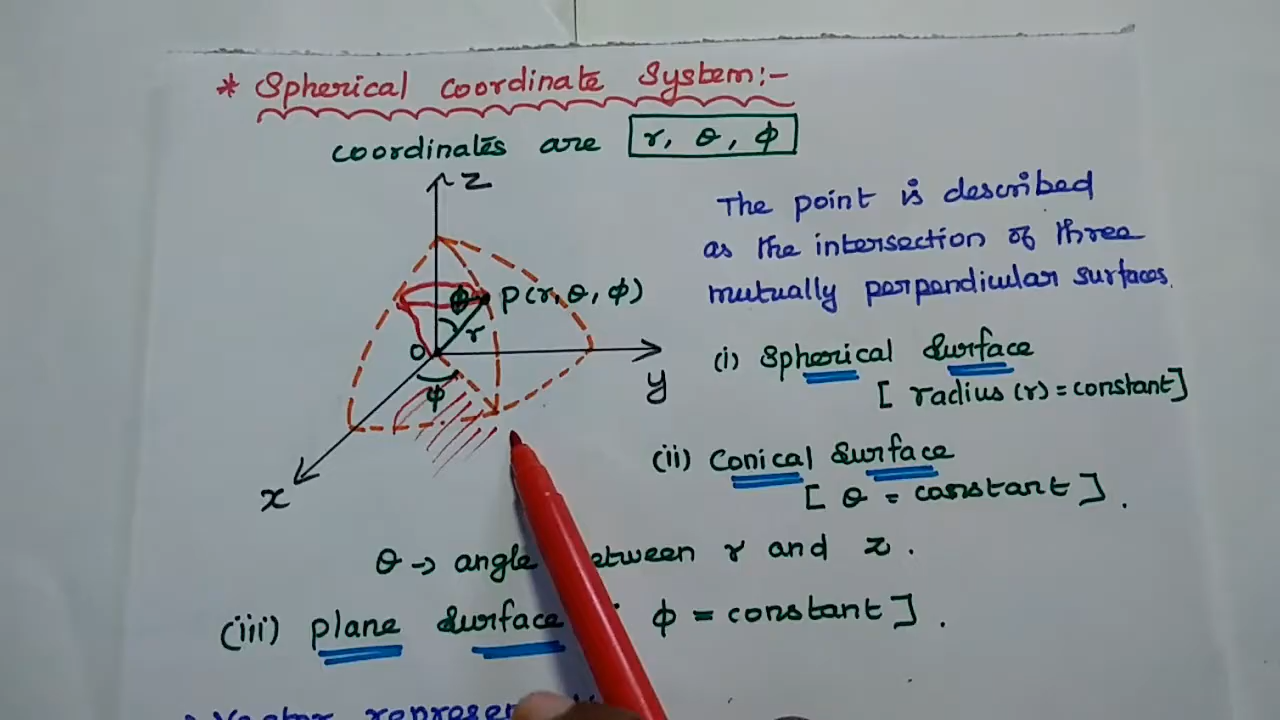 * Spherical coordinate System:-
coordinates are r, θ, ϕ
z
The point is described
as the intersection of three
mutually perpendicular surfaces.
θ P(r, θ, ϕ)
r
O
y
ϕ
x
(i) Spherical Surface
[ radius (r) = constant]
(ii) Conical Surface
[ θ = constant ] .
θ → angle between r and z .
(iii) plane Surface ϕ = constant ] .
Vector